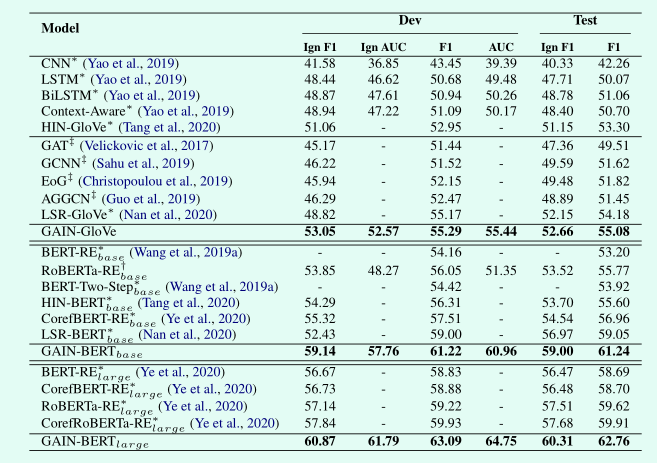 Model Dev Test
Ign F1 Ign AUC F1 AUC Ign F1 F1
CNN* (Yao et al., 2019) 41.58 36.85 43.45 39.39 40.33 42.26
LSTM* (Yao et al., 2019) 48.44 46.62 50.68 49.48 47.71 50.07
BiLSTM* (Yao et al., 2019) 48.87 47.61 50.94 50.26 48.78 51.06
Context-Aware* (Yao et al., 2019) 48.94 47.22 51.09 50.17 48.40 50.70
HIN-GloVe* (Tang et al., 2020) 51.06 - 52.95 - 51.15 53.30
GAT‡ (Velickovic et al., 2017) 45.17 - 51.44 - 47.36 49.51
GCNN‡ (Sahu et al., 2019) 46.22 - 51.52 - 49.59 51.62
EoG‡ (Christopoulou et al., 2019) 45.94 - 52.15 - 49.48 51.82
AGGCN‡ (Guo et al., 2019) 46.29 - 52.47 - 48.89 51.45
LSR-GloVe* (Nan et al., 2020) 48.82 - 55.17 - 52.15 54.18
GAIN-GloVe 53.05 52.57 55.29 55.44 52.66 55.08
BERT-RE*base (Wang et al., 2019a) - - 54.16 - - 53.20
RoBERTa-RE†base 53.85 48.27 56.05 51.35 53.52 55.77
BERT-Two-Step*base (Wang et al., 2019a) - - 54.42 - - 53.92
HIN-BERT*base (Tang et al., 2020) 54.29 - 56.31 - 53.70 55.60
CorefBERT-RE*base (Ye et al., 2020) 55.32 - 57.51 - 54.54 56.96
LSR-BERT*base (Nan et al., 2020) 52.43 - 59.00 - 56.97 59.05
GAIN-BERTbase 59.14 57.76 61.22 60.96 59.00 61.24
BERT-RE*large (Ye et al., 2020) 56.67 - 58.83 - 56.47 58.69
CorefBERT-RE*large (Ye et al., 2020) 56.73 - 58.88 - 56.48 58.70
RoBERTa-RE*large (Ye et al., 2020) 57.14 - 59.22 - 57.51 59.62
CorefRoBERTa-RE*large (Ye et al., 2020) 57.84 - 59.93 - 57.68 59.91
GAIN-BERTlarge 60.87 61.79 63.09 64.75 60.31 62.76